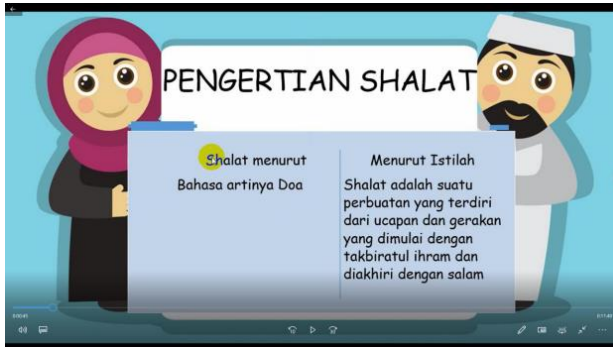 PENGERTIAN SHALAT
Shalat menurut
Bahasa artinya Doa
Menurut Istilah
Shalat adalah suatu
perbuatan yang terdiri
dari ucapan dan gerakan
yang dimulai dengan
takbiratul ihram dan
diakhiri dengan salam